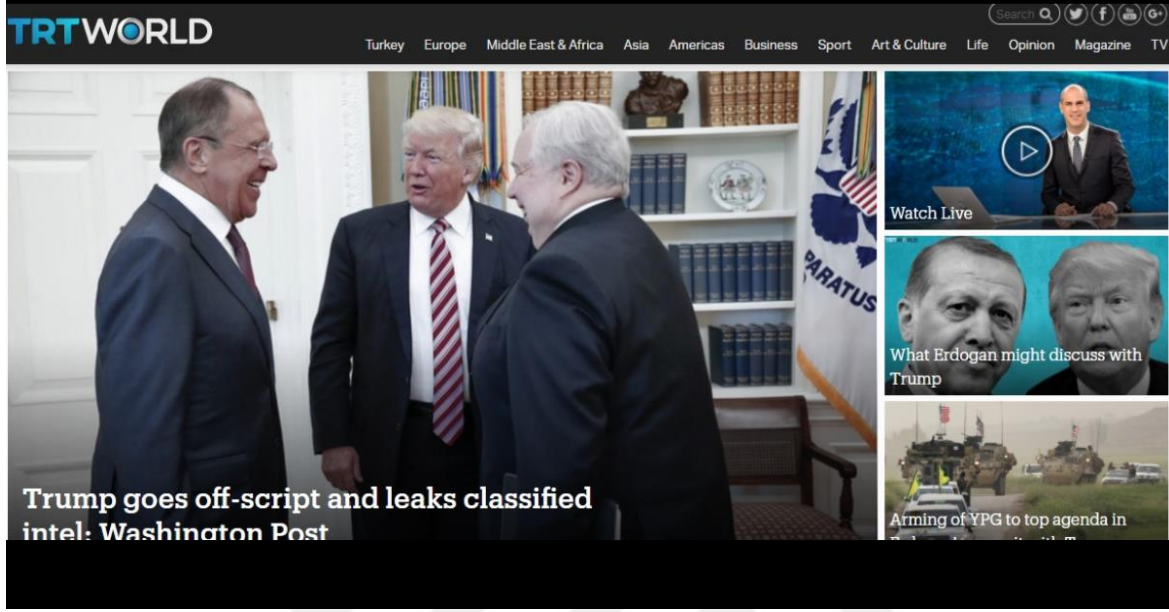 TRTWORLD
Search
Turkey Europe Middle East & Africa Asia Americas Business Sport Art & Culture Life Opinion Magazine TV
PARATUS
Trump goes off-script and leaks classified
intel: Washington Post
Watch Live
What Erdogan might discuss with
Trump
Arming of YPG to top agenda in